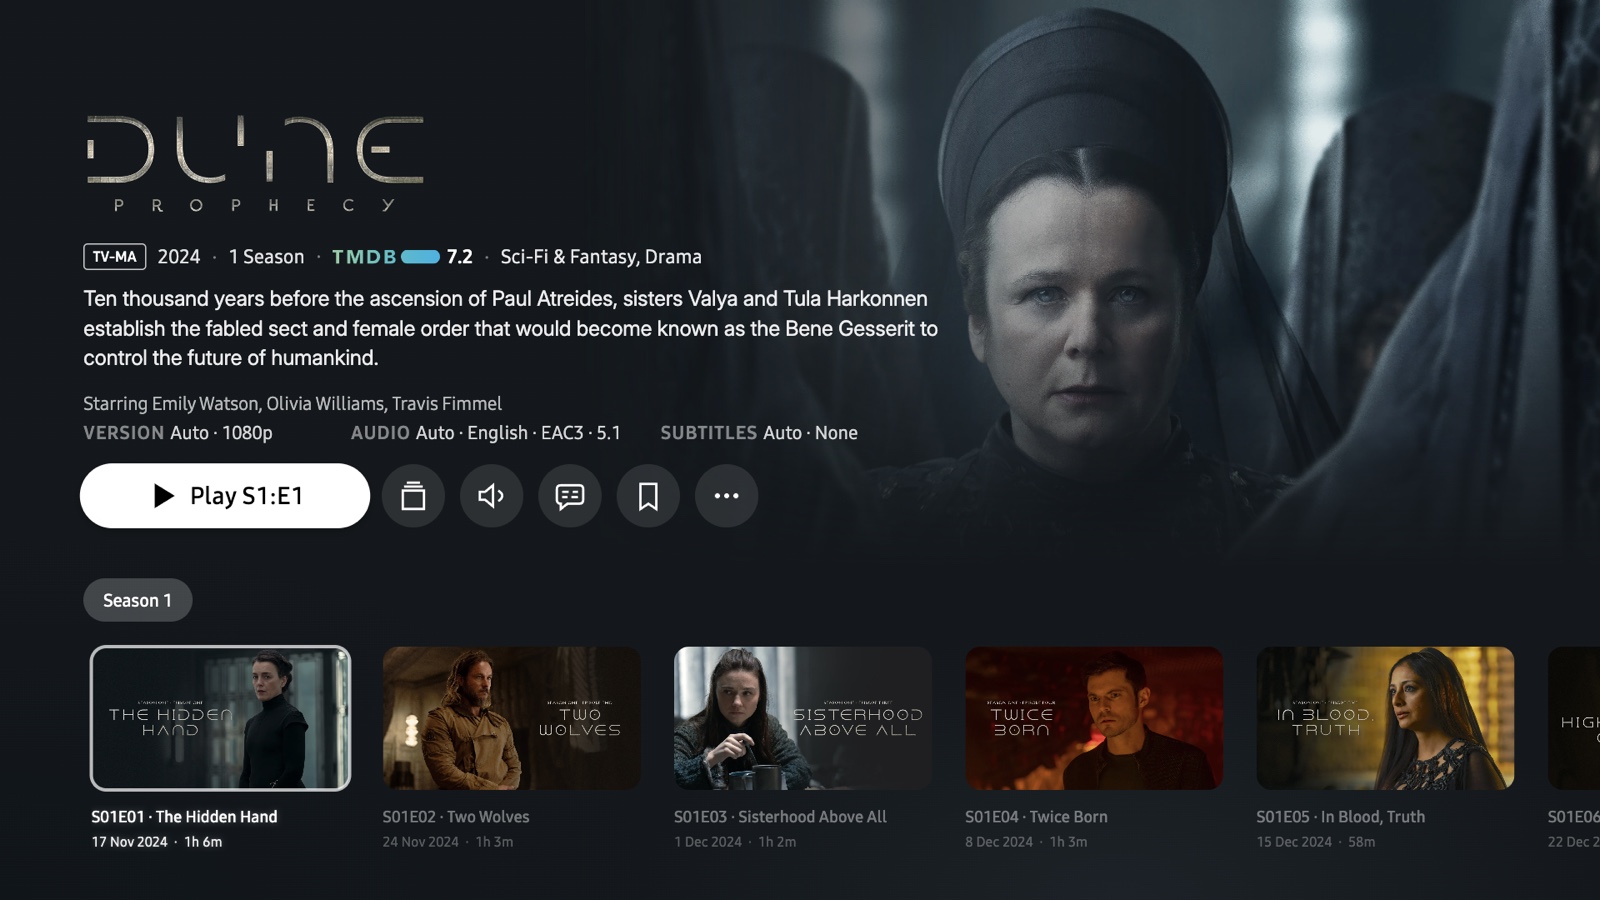 DUNE
PROPHECY
TV-MA 2024 · 1 Season · TMDB 7.2 · Sci-Fi & Fantasy, Drama
Ten thousand years before the ascension of Paul Atreides, sisters Valya and Tula Harkonnen
establish the fabled sect and female order that would become known as the Bene Gesserit to
control the future of humankind.
Starring Emily Watson, Olivia Williams, Travis Fimmel
VERSION Auto · 1080p AUDIO Auto · English · EAC3 · 5.1 SUBTITLES Auto · None
Play S1:E1
Season 1
THE HIDDEN
HAND
TWO
WOLVES
SISTERHOOD
ABOVE ALL
TWICE
BORN
IN BLOOD,
TRUTH
S01E01 · The Hidden Hand
17 Nov 2024 · 1h 6m
S01E02 · Two Wolves
24 Nov 2024 · 1h 3m
S01E03 · Sisterhood Above All
1 Dec 2024 · 1h 2m
S01E04 · Twice Born
8 Dec 2024 · 1h 3m
S01E05 · In Blood, Truth
15 Dec 2024 · 58m
S01E06
22 Dec